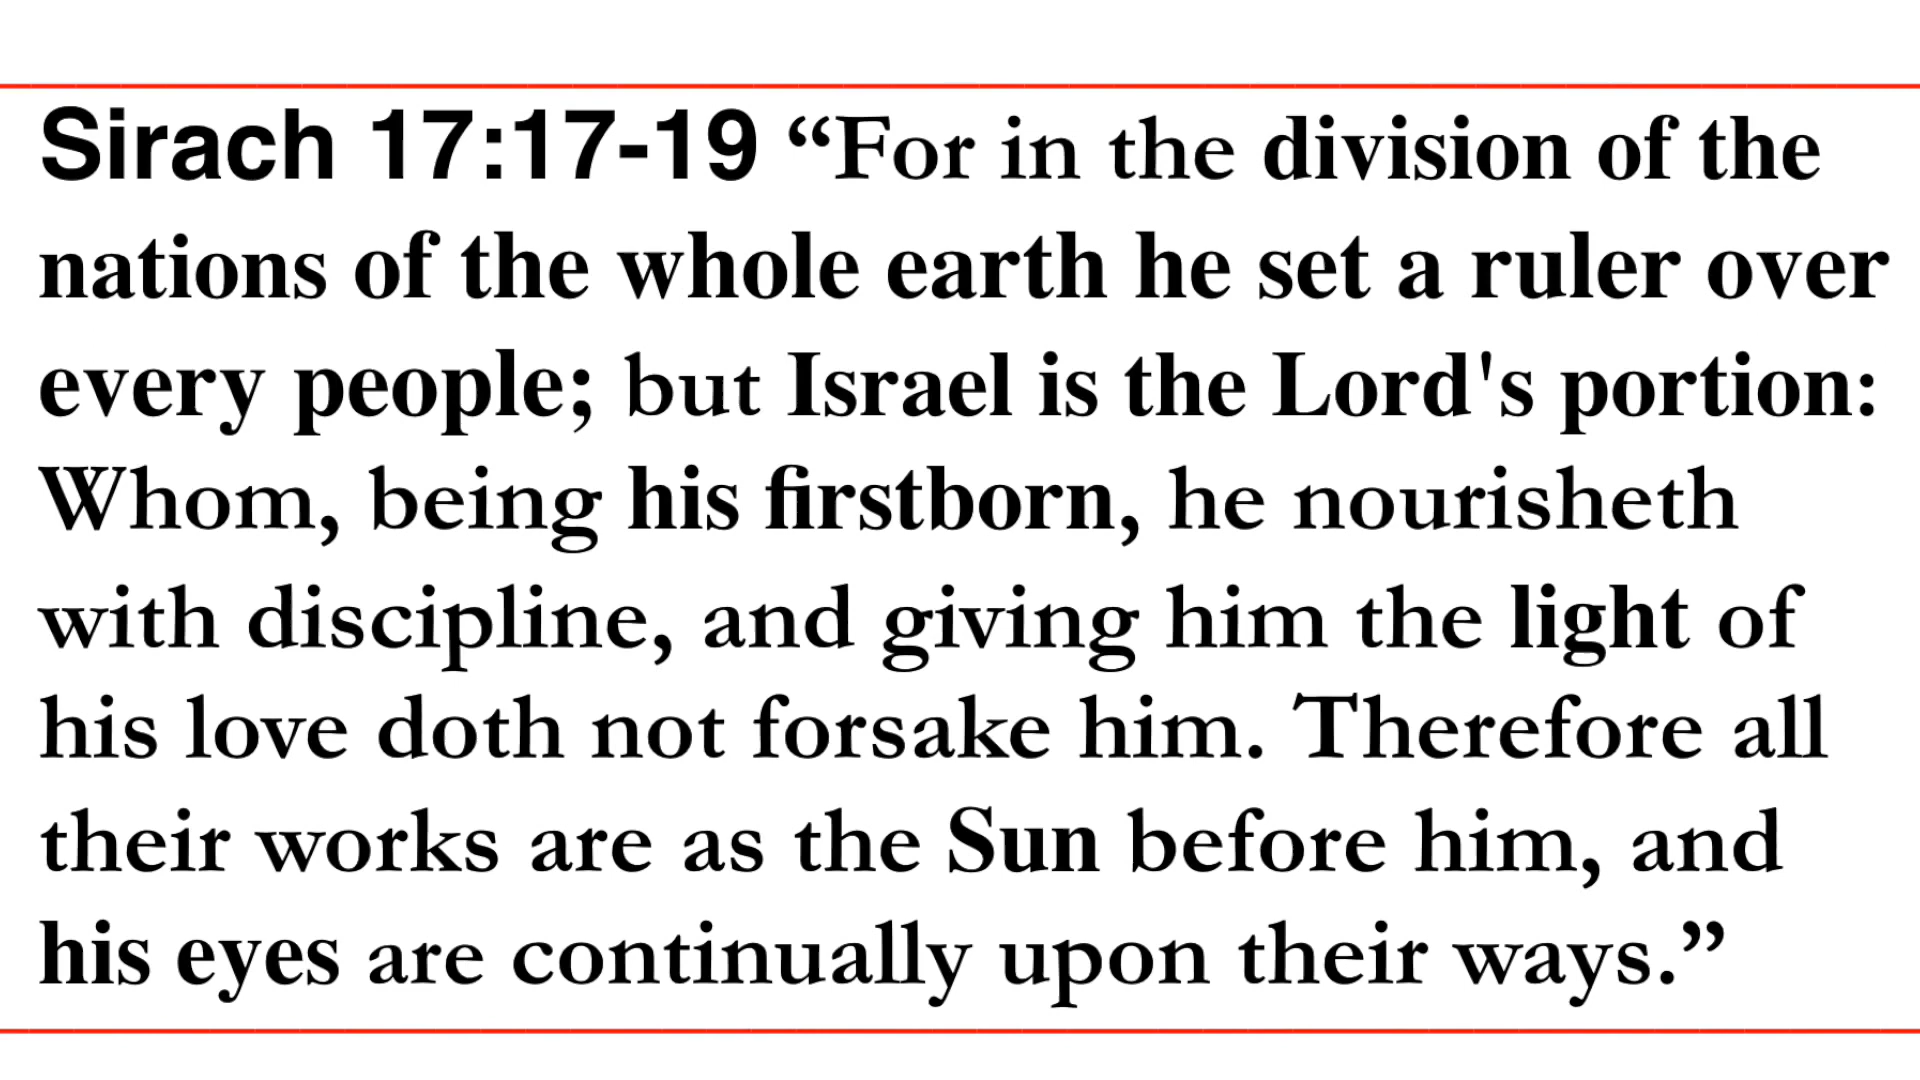 Sirach 17:17-19 “For in the division of the
nations of the whole earth he set a ruler over
every people; but Israel is the Lord's portion:
Whom, being his firstborn, he nourisheth
with discipline, and giving him the light of
his love doth not forsake him. Therefore all
their works are as the Sun before him, and
his eyes are continually upon their ways.”